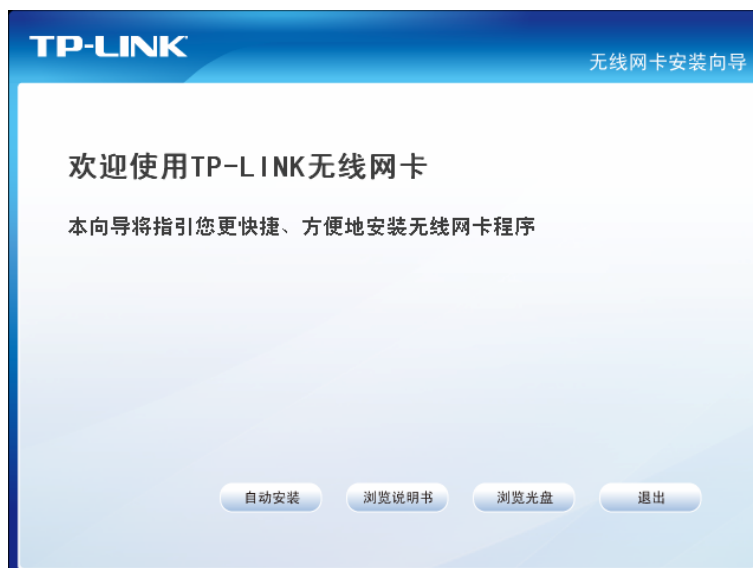 TP-LINK
无线网卡安装向导
欢迎使用TP-LINK无线网卡
本向导将指引您更快捷、方便地安装无线网卡程序
自动安装 浏览说明书 浏览光盘 退出